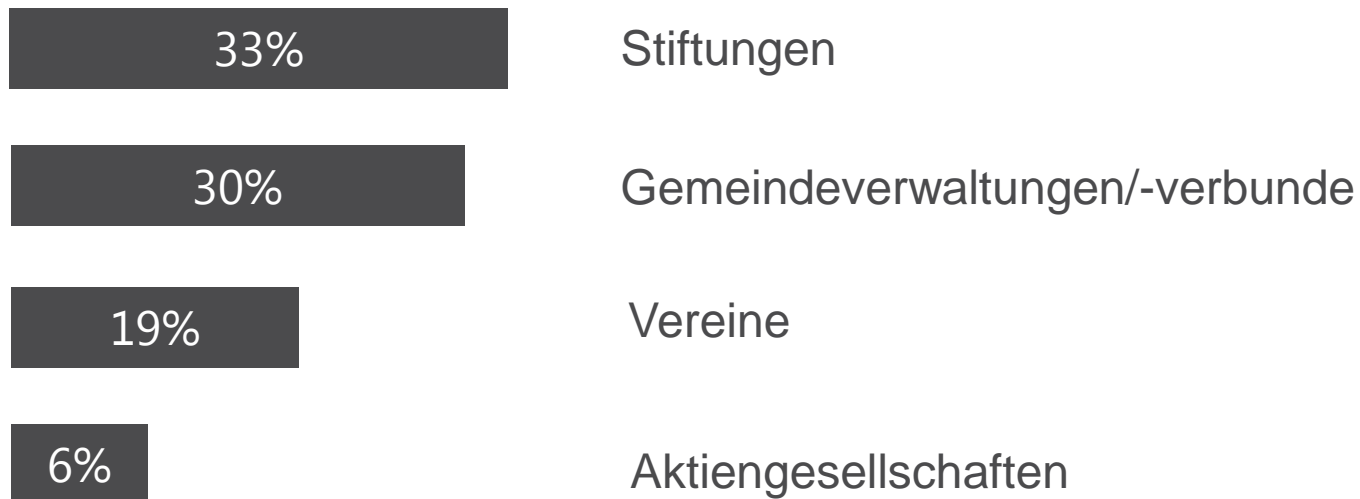 33% Stiftungen
30% Gemeindeverwaltungen/-verbunde
19% Vereine
6% Aktiengesellschaften